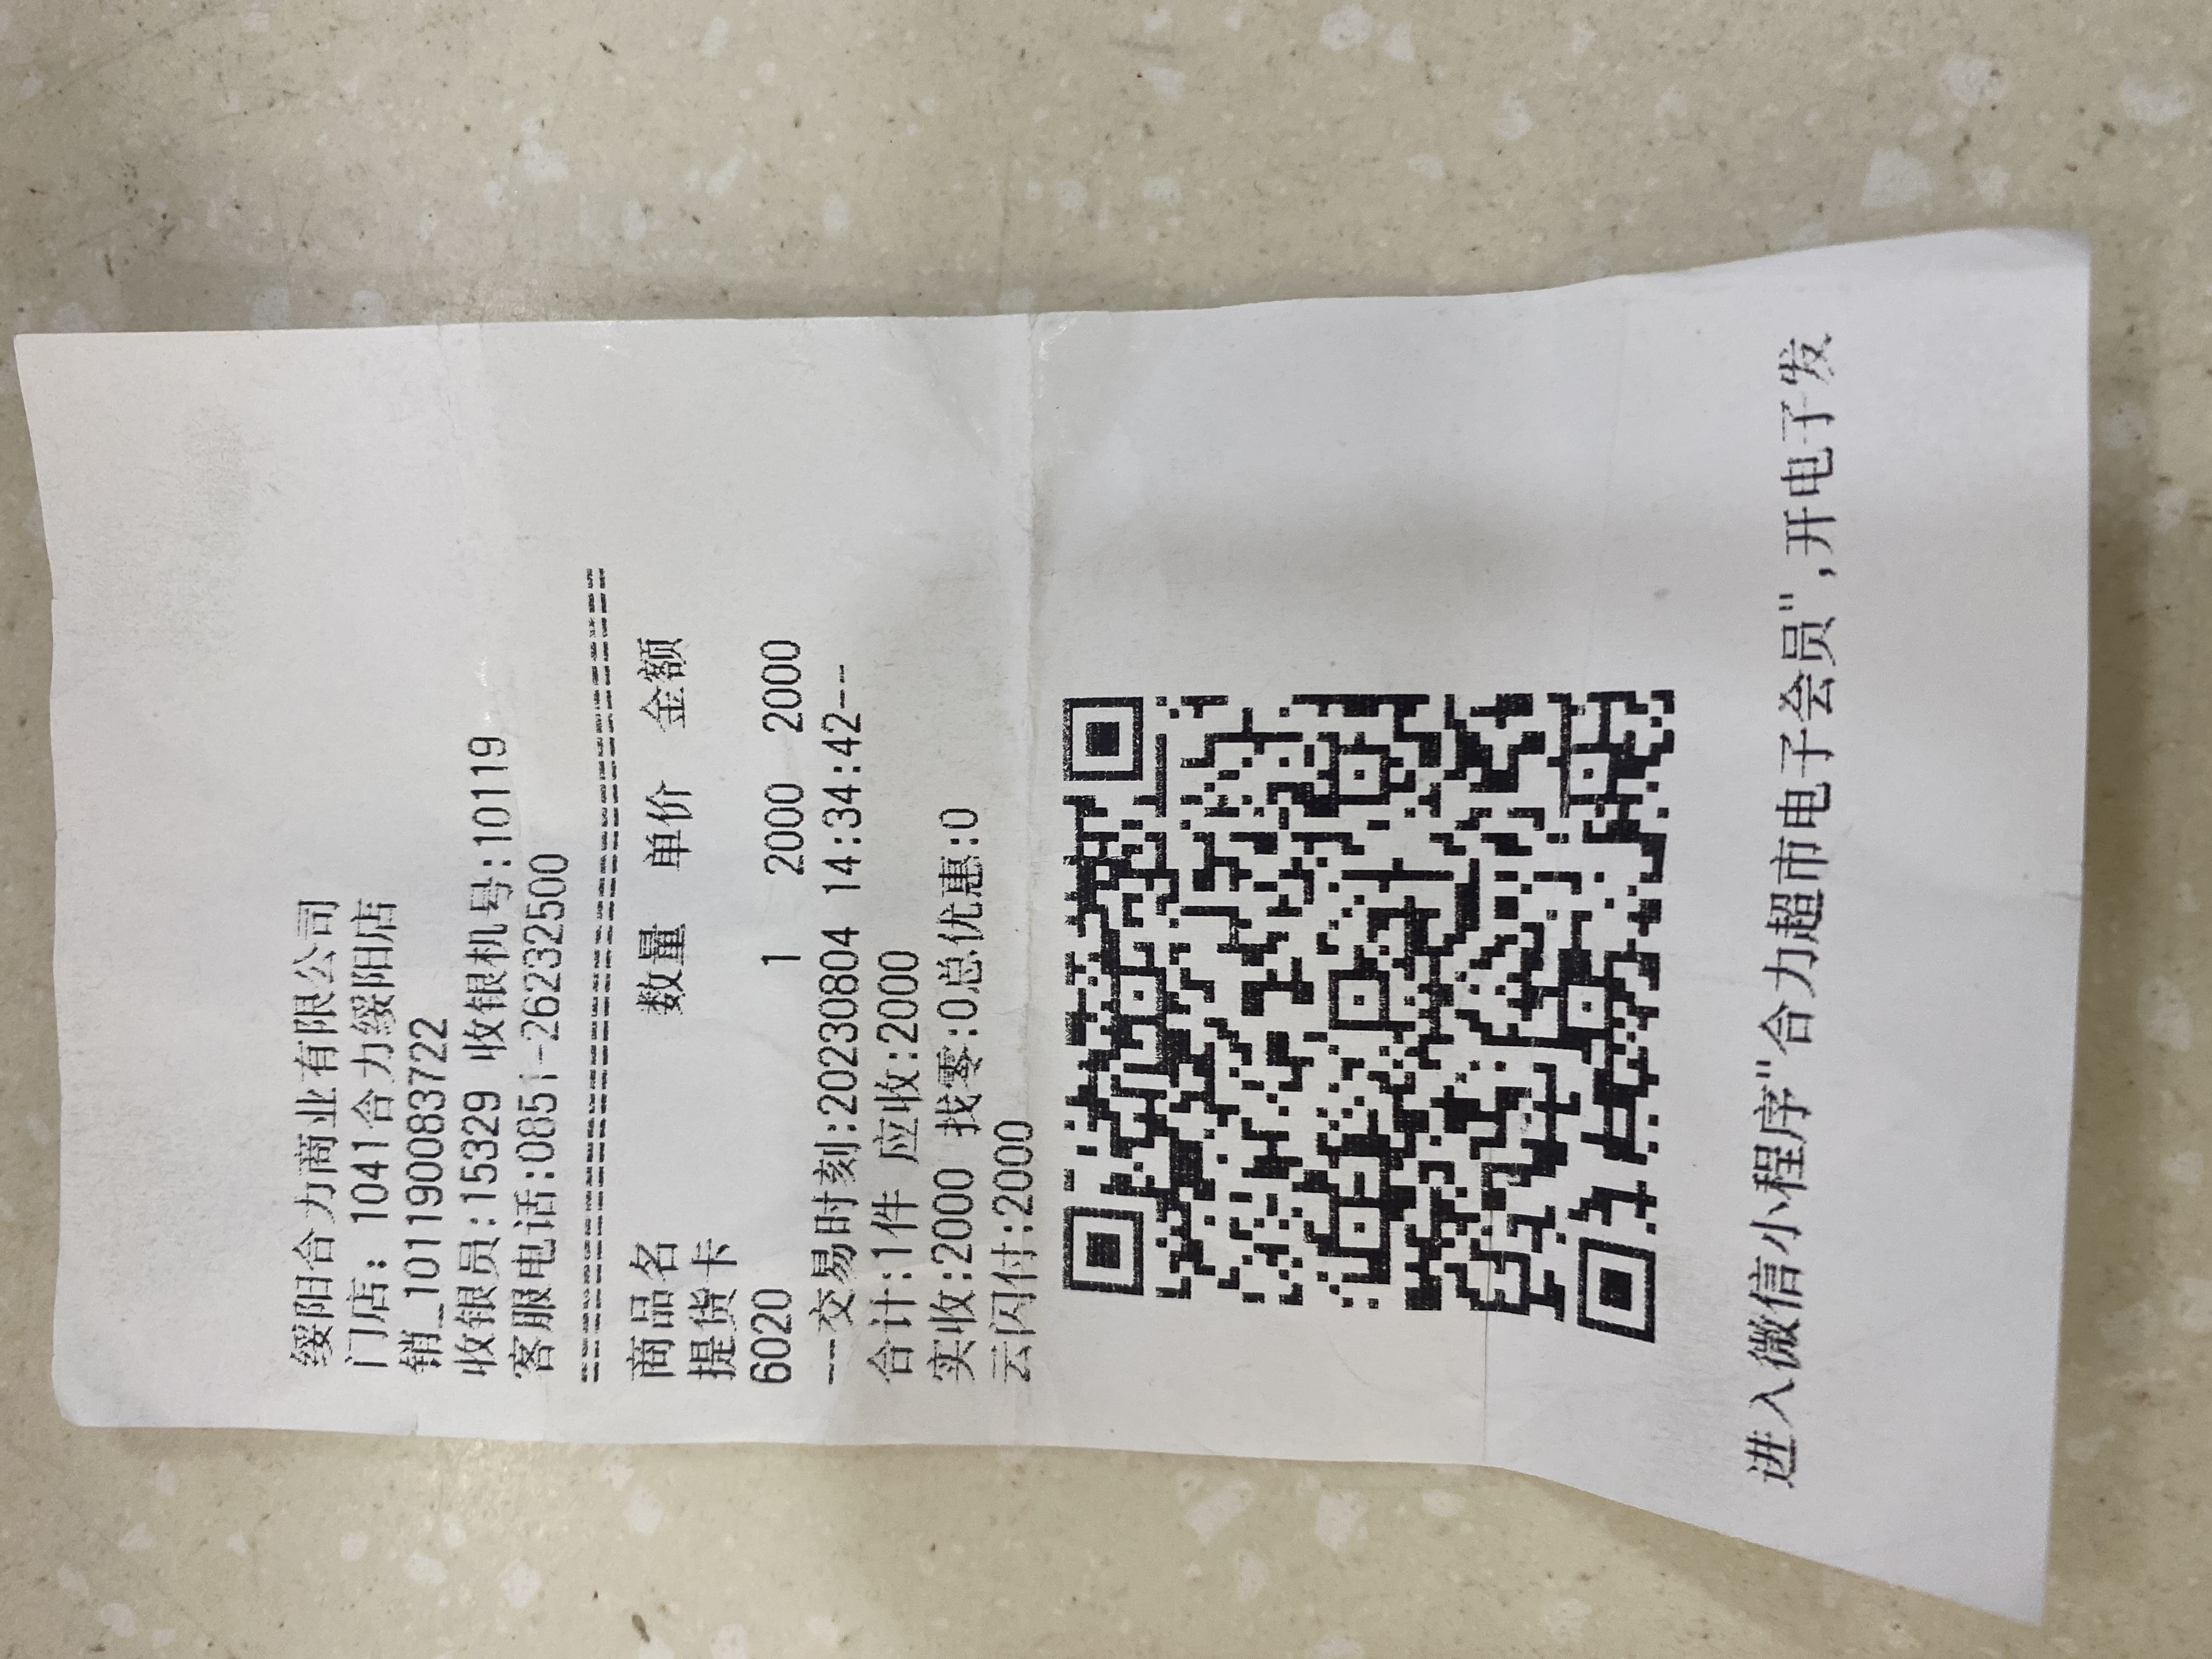 绥阳合力商业有限公司
门店: 1041合力绥阳店
销_101190083722
收银员:15329 收银机号:10119
客服电话:0851-26232500
==================================
商品名 数量 单价 金额
提货卡
6020 1 2000 2000
--交易时刻:20230804 14:34:42--
合计:1件 应收:2000
实收:2000 找零:0总优惠:0
云闪付:2000
进入微信小程序"合力超市电子会员",开电子发